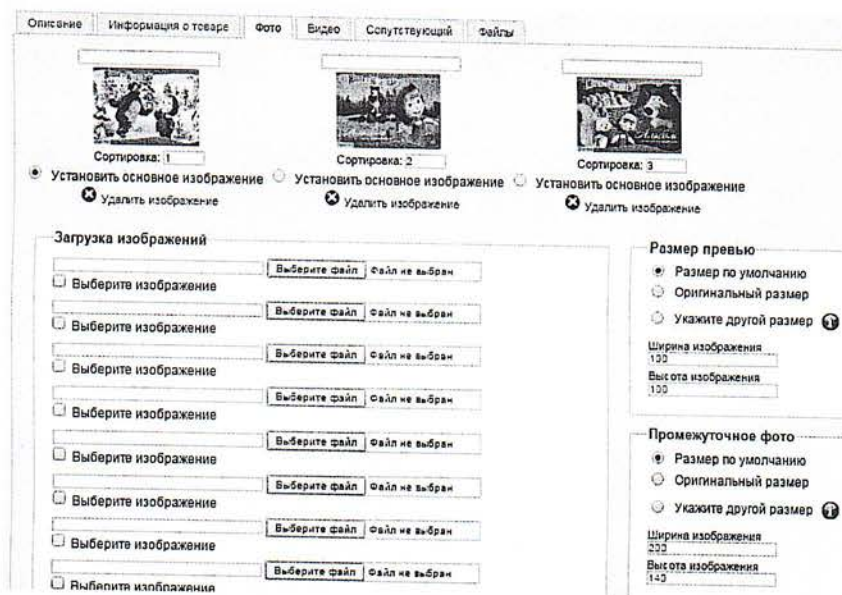 Описание Информация о товаре Фото Видео Сопутствующий Файлы
Сортировка: 1
Сортировка: 2
Сортировка: 3
Установить основное изображение Установить основное изображение Установить основное изображение
Удалить изображение Удалить изображение Удалить изображение
Загрузка изображений
Выберите файл Файл не выбран
Выберите изображение
Выберите файл Файл не выбран
Выберите изображение
Выберите файл Файл не выбран
Выберите изображение
Выберите файл Файл не выбран
Выберите изображение
Выберите файл Файл не выбран
Выберите изображение
Выберите файл Файл не выбран
Выберите изображение
Выберите файл Файл не выбран
Выберите изображение
Выберите файл Файл не выбран
Выберите изображение
Размер превью
Размер по умолчанию
Оригинальный размер
Укажите другой размер
Ширина изображения
100
Высота изображения
100
Промежуточное фото
Размер по умолчанию
Оригинальный размер
Укажите другой размер
Ширина изображения
200
Высота изображения
140